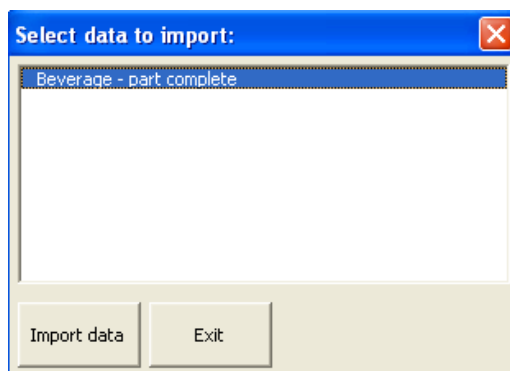 Select data to import:
Beverage - part complete
Import data
Exit